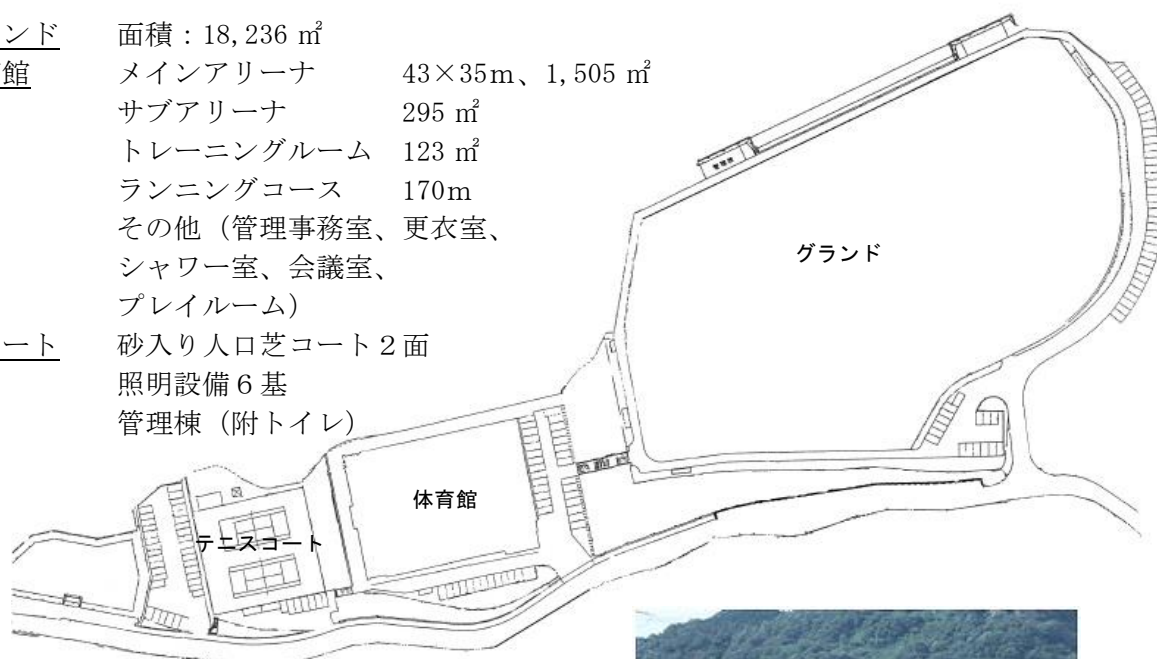 ンド 面積：18,236 ㎡
館 メインアリーナ 43×35m、1,505 ㎡
サブアリーナ 295 ㎡
トレーニングルーム 123 ㎡
ランニングコース 170m
その他（管理事務室、更衣室、
シャワー室、会議室、
プレイルーム）
ート 砂入り人口芝コート２面
照明設備６基
管理棟（附トイレ）
管理棟
グランド
体育館
テニスコート